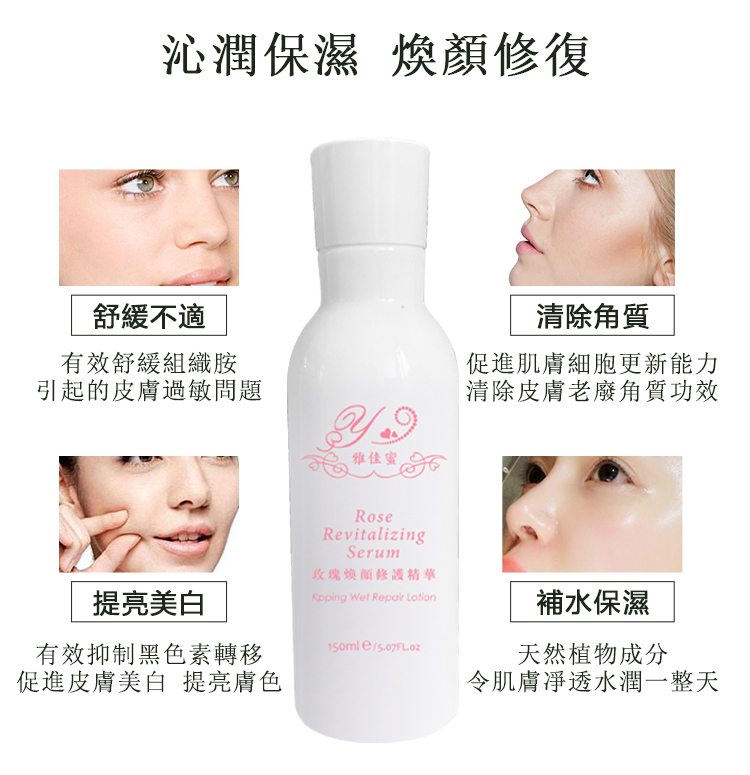 沁潤保濕 煥顏修復
舒緩不適
有效舒緩組織胺
引起的皮膚過敏問題
清除角質
促進肌膚細胞更新能力
清除皮膚老廢角質功效
雅佳蜜
Rose
Revitalizing
Serum
玫瑰煥顏修護精華
Kpping Wet Repair Lotion
150ml e/5.07FL.oz
提亮美白
有效抑制黑色素轉移
促進皮膚美白 提亮膚色
補水保濕
天然植物成分
令肌膚凈透水潤一整天